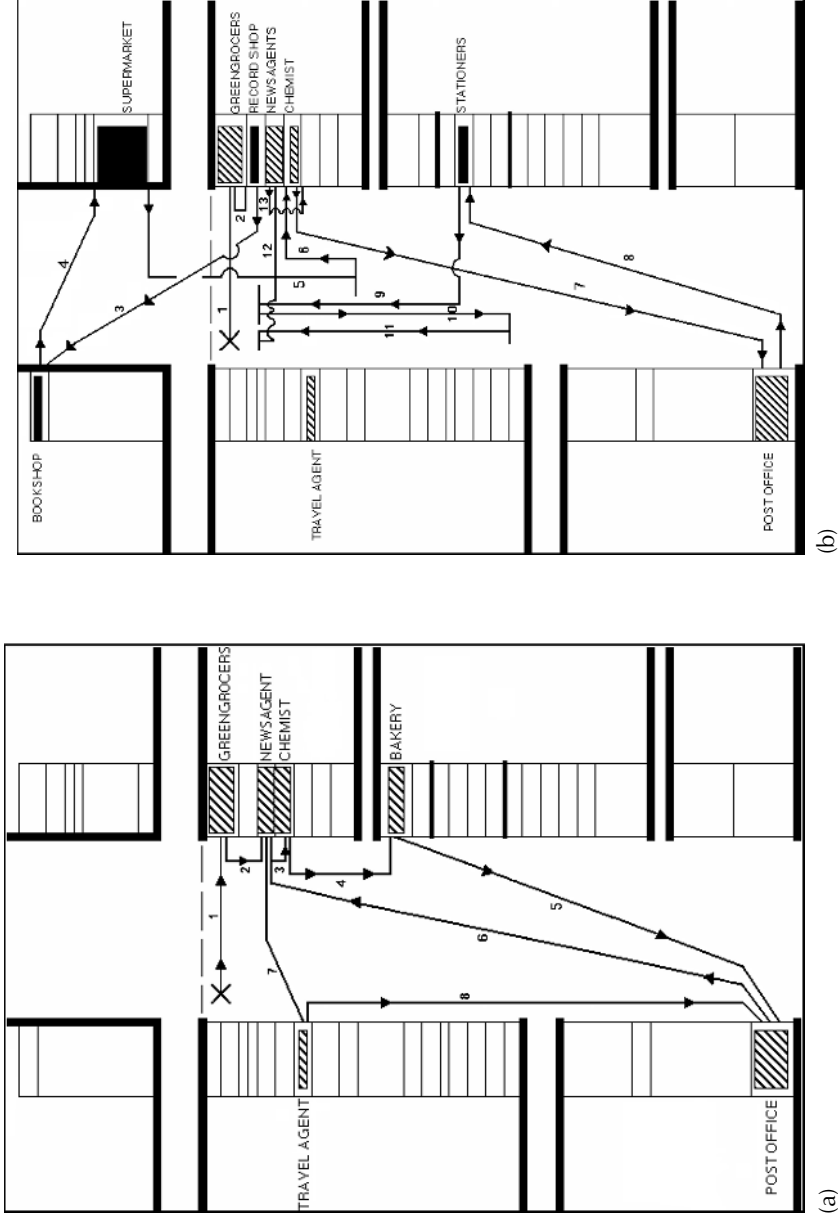 SUPERMARKET
GREENGROCERS
RECORD SHOP
NEWSAGENTS
CHEMIST
STATIONERS
BOOKSHOP
TRAVEL AGENT
POST OFFICE
1
2
3
4
5
6
7
8
9
10
11
12
13
(b)
GREENGROCERS
NEWSAGENT
CHEMIST
BAKERY
TRAVEL AGENT
POST OFFICE
1
2
3
4
5
6
7
8
(a)